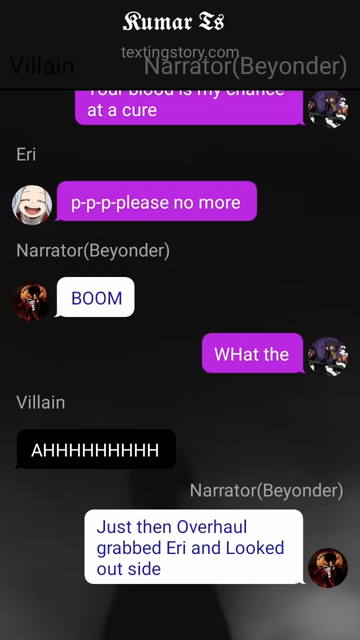 Kumar Ts
textingstory.com
Villain
Narrator(Beyonder)
Your blood is my chance
at a cure
Eri
p-p-p-please no more
Narrator(Beyonder)
BOOM
WHat the
Villain
AHHHHHHHHH
Narrator(Beyonder)
Just then Overhaul
grabbed Eri and Looked
out side